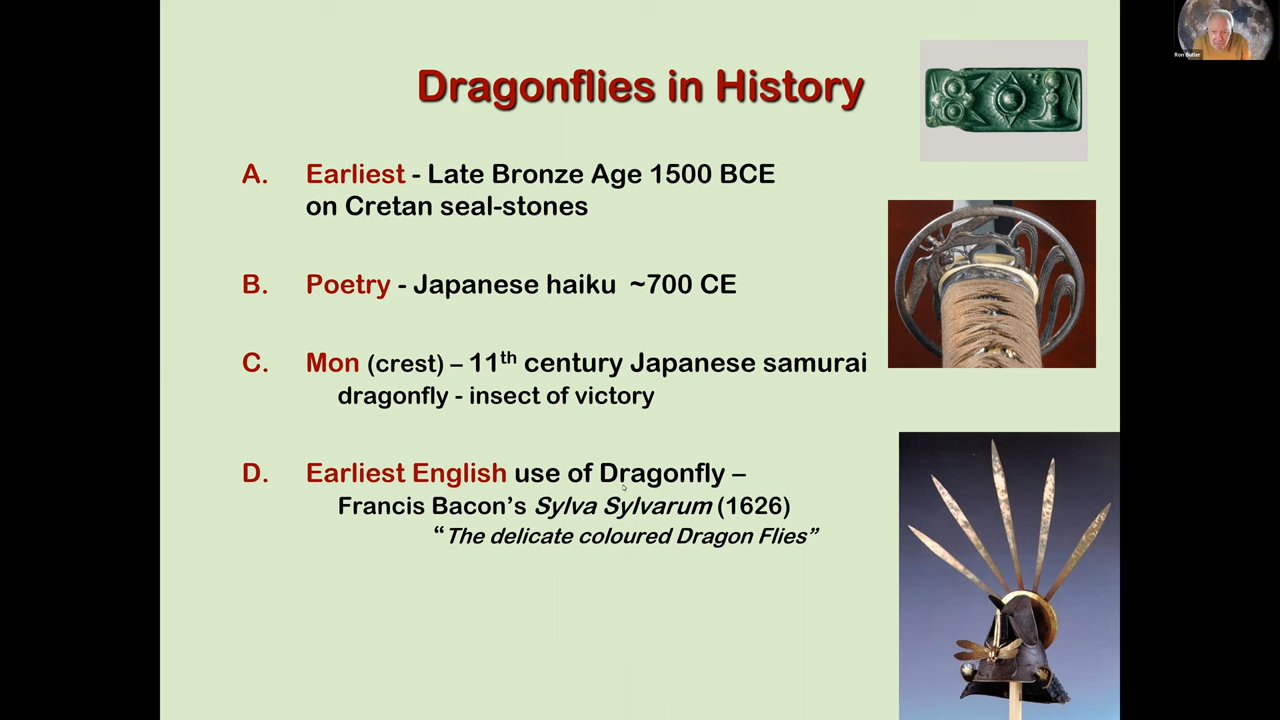 Dragonflies in History
A. Earliest - Late Bronze Age 1500 BCE
on Cretan seal-stones
B. Poetry - Japanese haiku ~700 CE
C. Mon (crest) – 11th century Japanese samurai
dragonfly - insect of victory
D. Earliest English use of Dragonfly –
Francis Bacon's Sylva Sylvarum (1626)
"The delicate coloured Dragon Flies"
Ron Butler